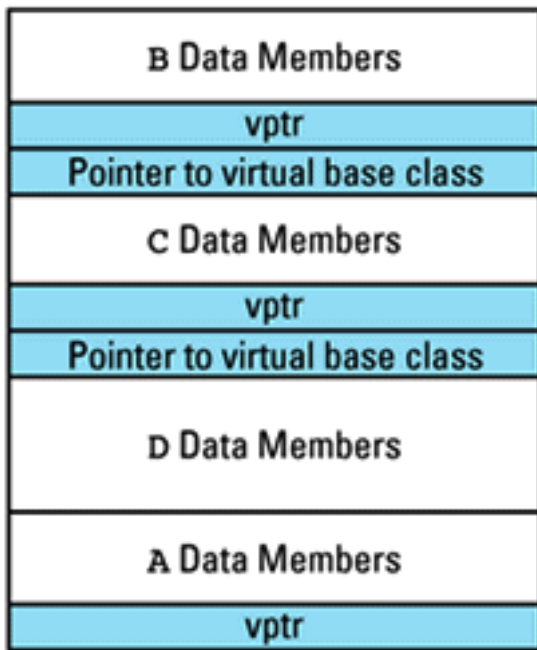 B Data Members
vptr
Pointer to virtual base class
C Data Members
vptr
Pointer to virtual base class
D Data Members
A Data Members
vptr